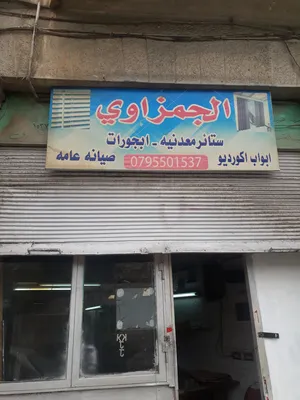 الجمزاوي
ستائر معدنيه - ابجورات
ابواب اكورديو 0795501537 صيانه عامه